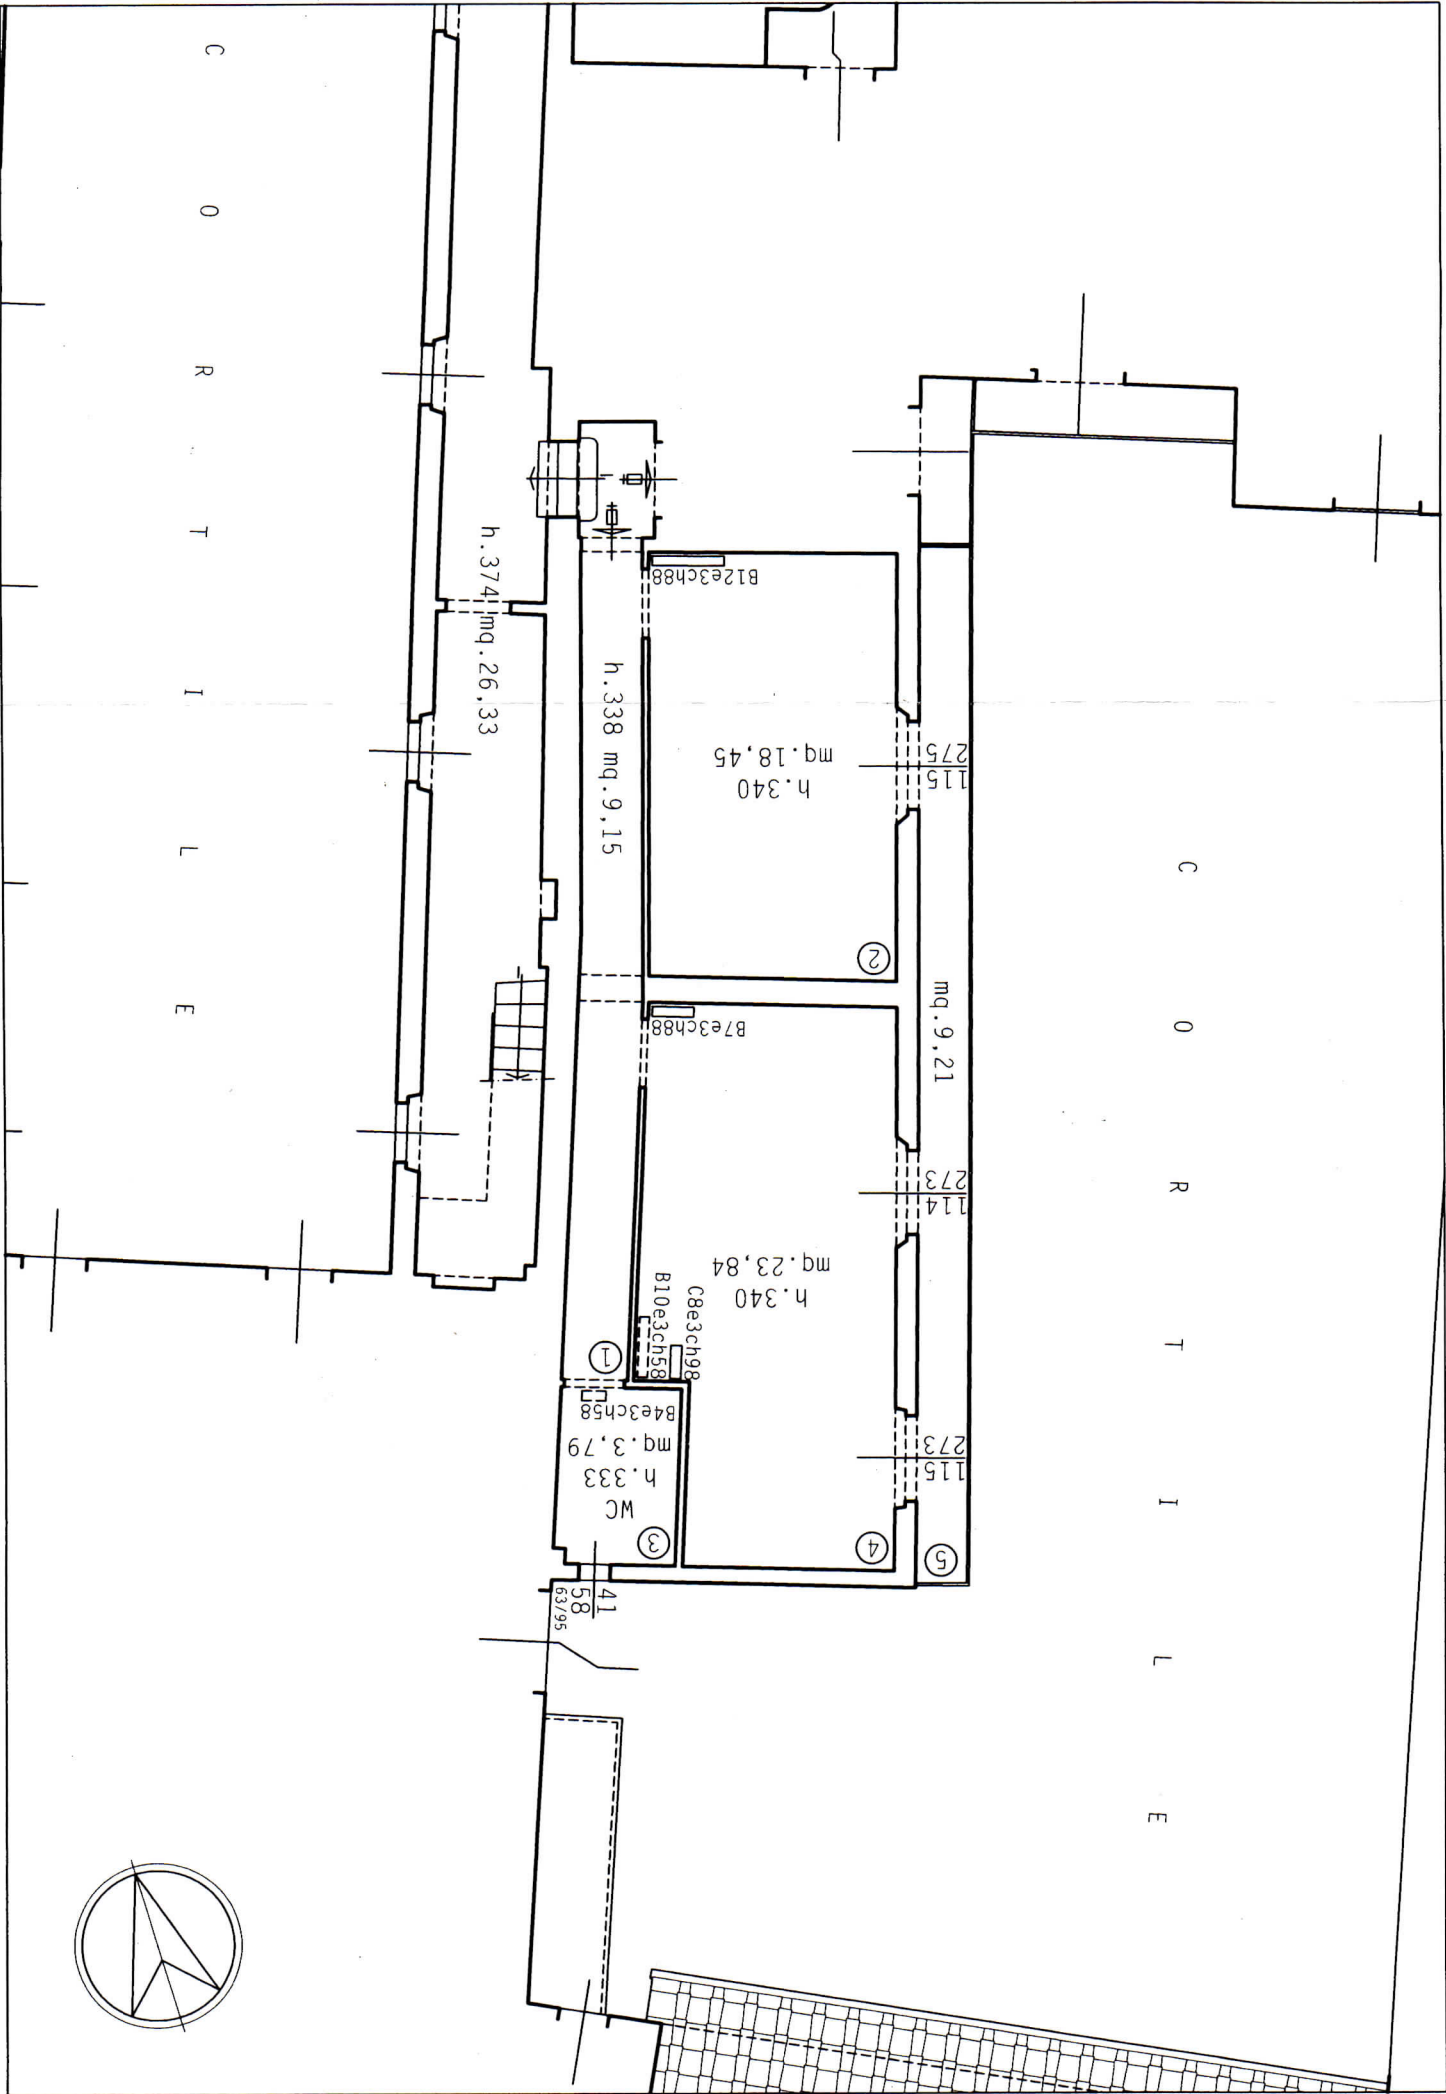 C O R T I L E
h.374 mq.26,33
h.338 mq.9,15
B12e3ch88
h.340
mq.18,45
115
275
2
B7e3ch88
mq.9,21
C O R T I L E
114
273
h.340
mq.23,84
C8e3ch98
B10e3ch58
1
B4e3ch58
WC
h.333
mq.3,79
3
115
273
4
5
41
58
63/95